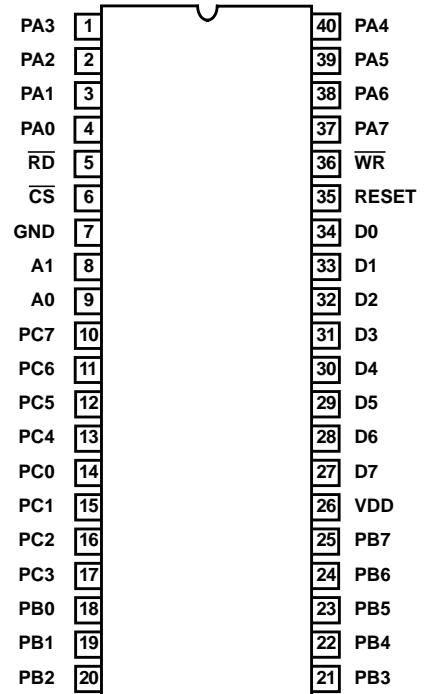 PA3 1 40 PA4
PA2 2 39 PA5
PA1 3 38 PA6
PA0 4 37 PA7
R̅D̅ 5 36 W̅R̅
C̅S̅ 6 35 RESET
GND 7 34 D0
A1 8 33 D1
A0 9 32 D2
PC7 10 31 D3
PC6 11 30 D4
PC5 12 29 D5
PC4 13 28 D6
PC0 14 27 D7
PC1 15 26 VDD
PC2 16 25 PB7
PC3 17 24 PB6
PB0 18 23 PB5
PB1 19 22 PB4
PB2 20 21 PB3